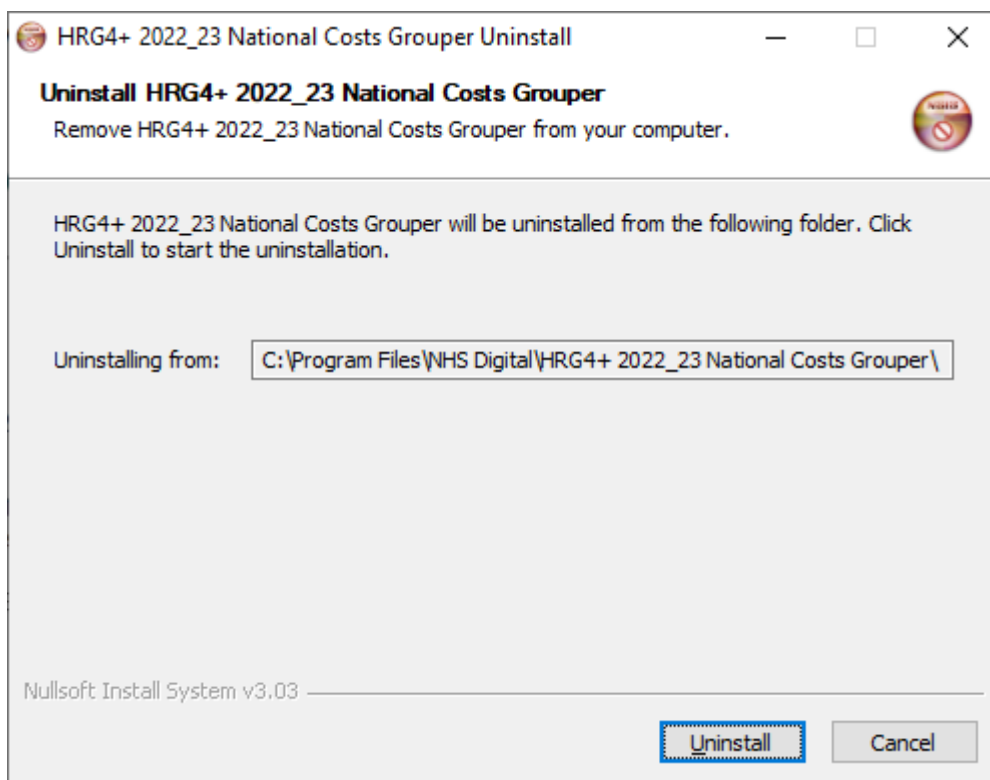 HRG4+ 2022_23 National Costs Grouper Uninstall
Uninstall HRG4+ 2022_23 National Costs Grouper
Remove HRG4+ 2022_23 National Costs Grouper from your computer.
HRG4+ 2022_23 National Costs Grouper will be uninstalled from the following folder. Click
Uninstall to start the uninstallation.
Uninstalling from: C:\Program Files\NHS Digital\HRG4+ 2022_23 National Costs Grouper\
Nullsoft Install System v3.03
Uninstall Cancel